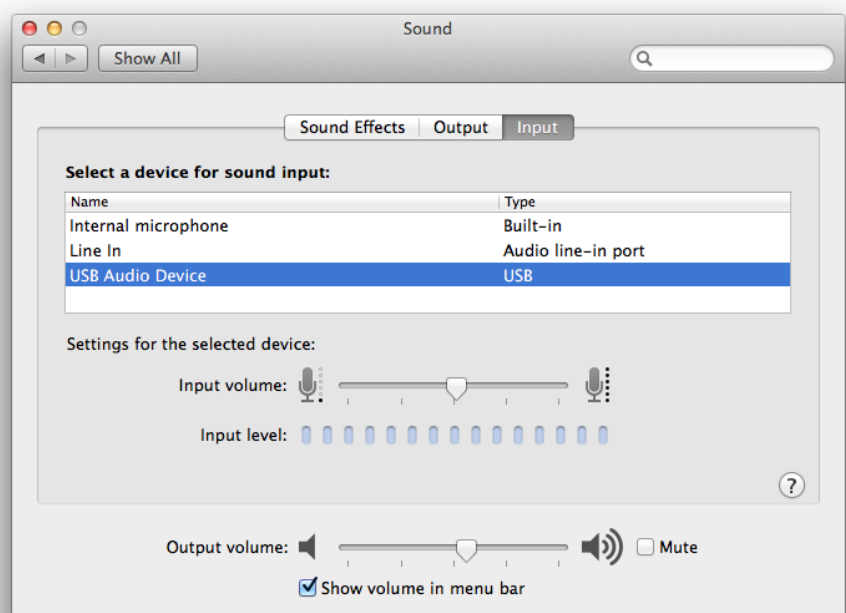 Sound
Show All
Sound Effects Output Input
Select a device for sound input:
Name Type
Internal microphone Built-in
Line In Audio line-in port
USB Audio Device USB
Settings for the selected device:
Input volume:
Input level:
?
Output volume: Mute
Show volume in menu bar